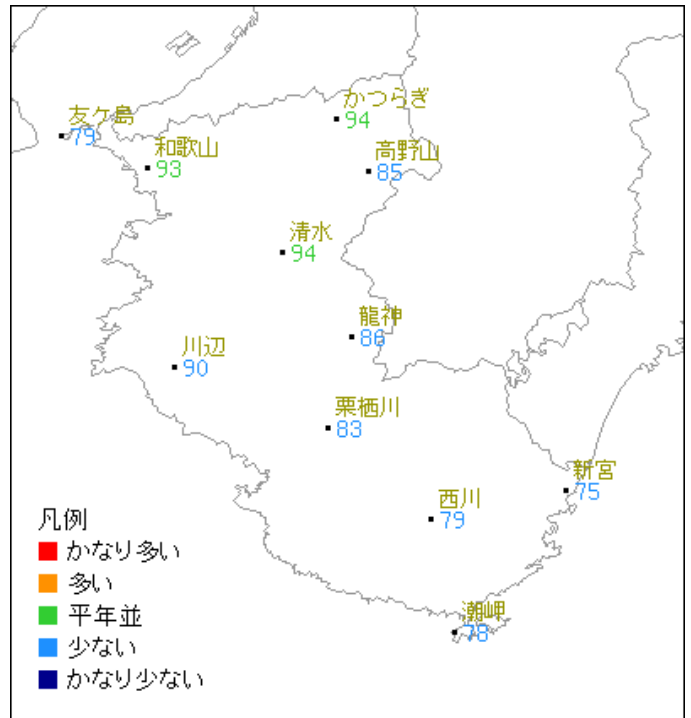 かつらぎ
94
友ケ島
79
和歌山
93
高野山
85
清水
94
龍神
86
川辺
90
栗栖川
83
新宮
75
西川
79
潮岬
78
凡例
かなり多い
多い
平年並
少ない
かなり少ない